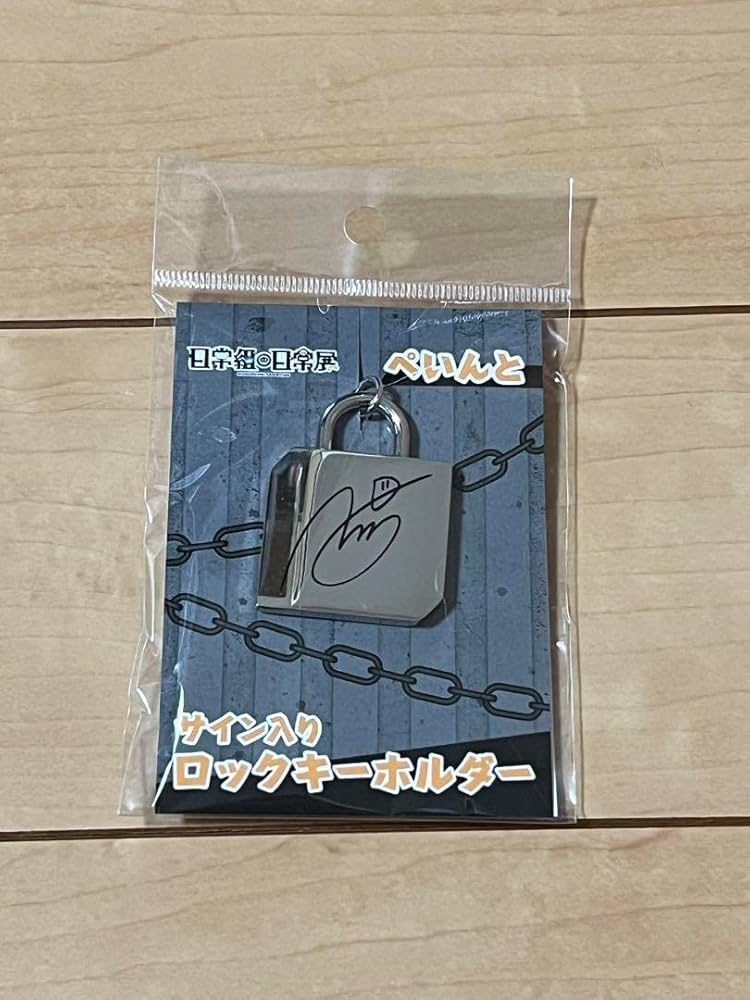 日常組の日常展
ぺいんと
サイン入り
ロックキーホルダー